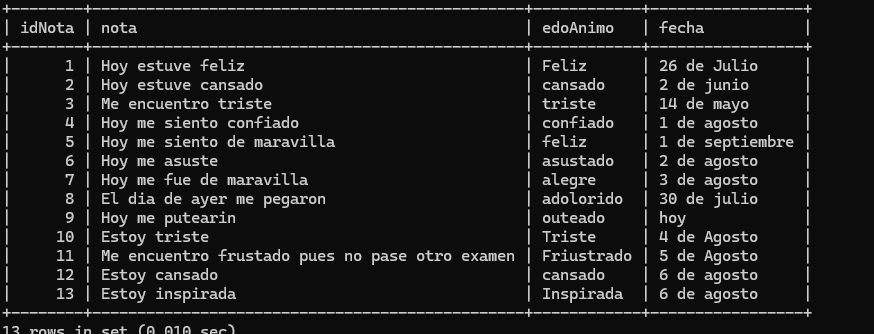 | idNota | nota | edoAnimo | fecha |
| 1 | Hoy estuve feliz | Feliz | 26 de Julio |
| 2 | Hoy estuve cansado | cansado | 2 de junio |
| 3 | Me encuentro triste | triste | 14 de mayo |
| 4 | Hoy me siento confiado | confiado | 1 de agosto |
| 5 | Hoy me siento de maravilla | feliz | 1 de septiembre |
| 6 | Hoy me asuste | asustado | 2 de agosto |
| 7 | Hoy me fue de maravilla | alegre | 3 de agosto |
| 8 | El dia de ayer me pegaron | adolorido | 30 de julio |
| 9 | Hoy me putearin | outeado | hoy |
| 10 | Estoy triste | Triste | 4 de Agosto |
| 11 | Me encuentro frustado pues no pase otro examen | Friustrado | 5 de Agosto |
| 12 | Estoy cansado | cansado | 6 de agosto |
| 13 | Estoy inspirada | Inspirada | 6 de agosto |
13 rows in set (0.010 sec)